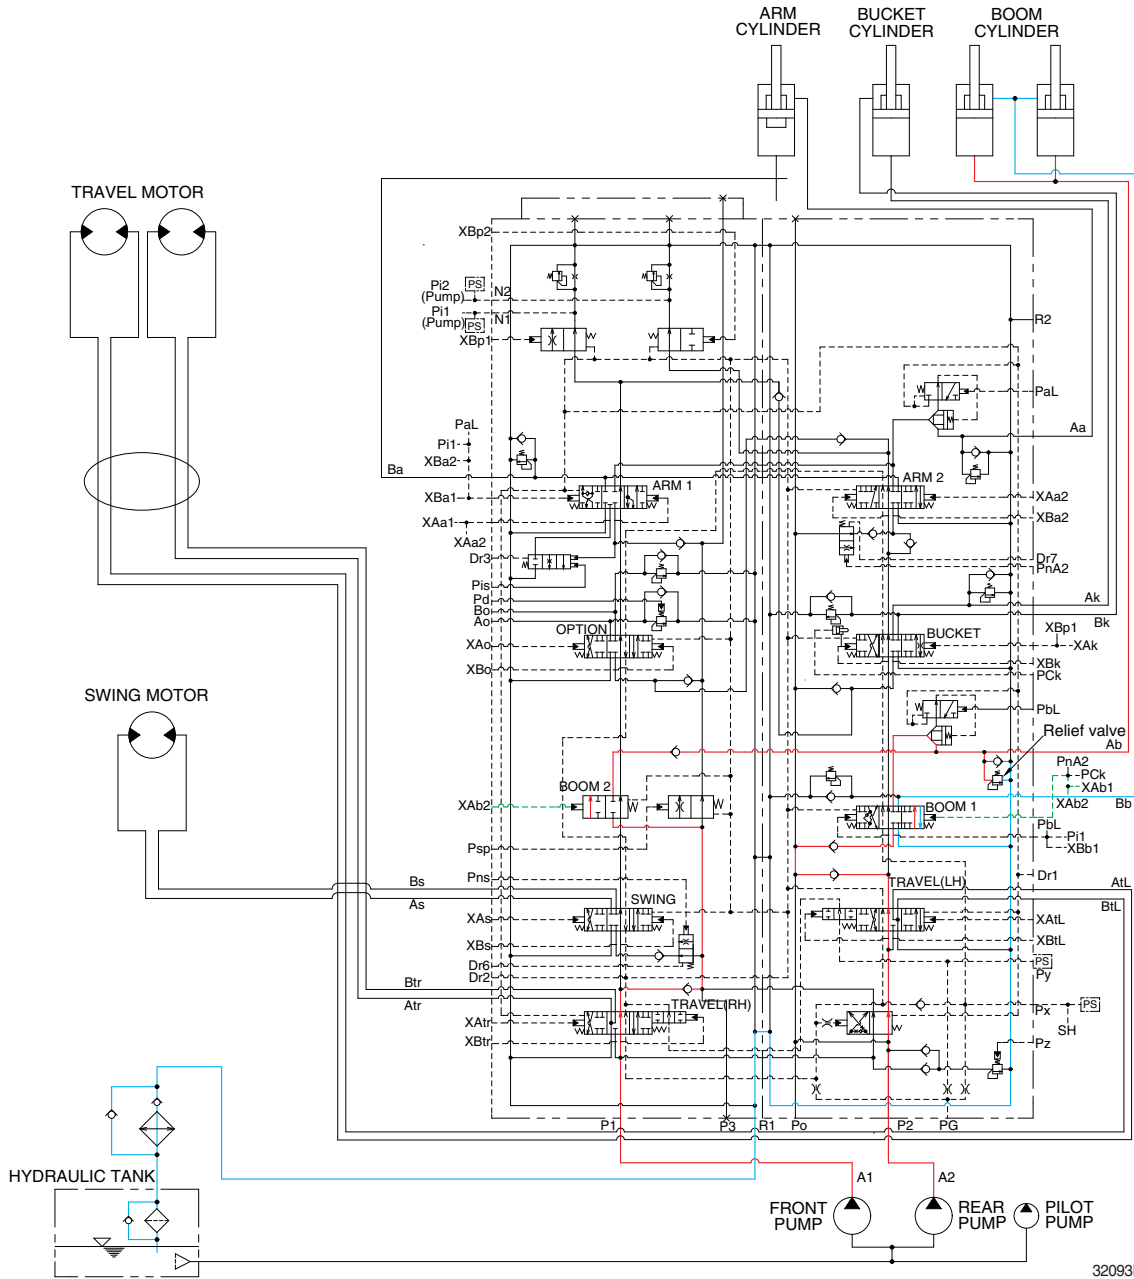 ARM
CYLINDER
BUCKET
CYLINDER
BOOM
CYLINDER
TRAVEL MOTOR
XBp2
Pi2
(Pump)
PS
N2
Pi1
(Pump)
PS
N1
XBp1
R2
PaL
Aa
PaL
Pi1
XBa2
Ba
XBa1
ARM 1
ARM 2
XAa2
XBa2
XAa1
XAa2
Dr3
Dr7
PnA2
Pis
Pd
Bo
Ao
Ak
Bk
OPTION
BUCKET
XBp1
XAo
XAk
XBo
XBk
PCk
SWING MOTOR
PbL
Relief valve
Ab
PnA2
PCk
XAb1
XAb2
BOOM 2
XAb2
BOOM 1
Bb
PbL
Pi1
XBb1
Psp
Pns
Dr1
Bs
As
TRAVEL(LH)
AtL
BtL
SWING
XAs
XAtL
XBs
XBtL
Dr6
Dr2
PS
Py
Btr
Atr
TRAVEL(RH)
Px
PS
SH
XAtr
XBtr
Pz
P1
P3
R1
Po
P2
PG
HYDRAULIC TANK
A1
A2
FRONT
PUMP
REAR
PUMP
PILOT
PUMP
32093